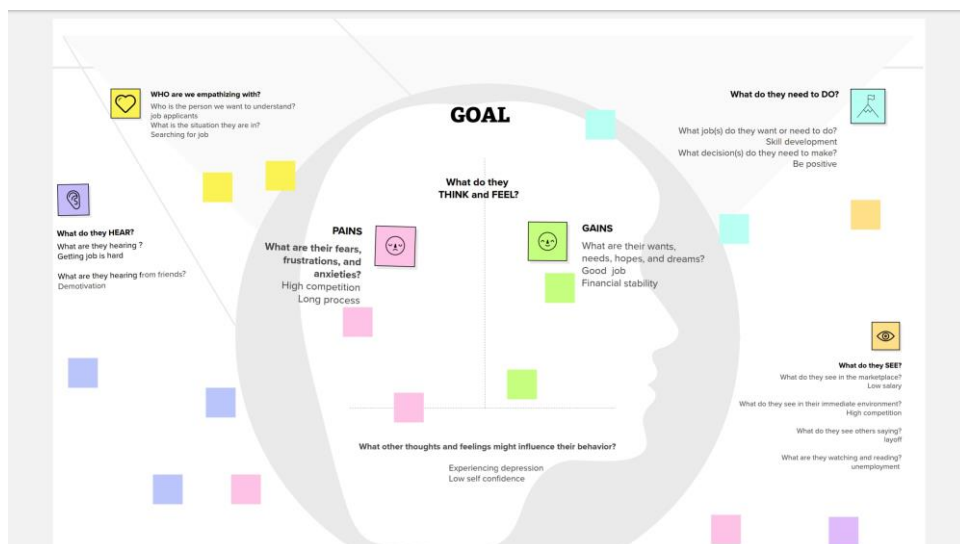 GOAL
WHO are we empathizing with?
Who is the person we want to understand?
job applicants
What is the situation they are in?
Searching for job
What do they need to DO?
What job(s) do they want or need to do?
Skill development
What decision(s) do they need to make?
Be positive
What do they HEAR?
What are they hearing ?
Getting job is hard
What are they hearing from friends?
Demotivation
What do they
THINK and FEEL?
PAINS
What are their fears,
frustrations, and
anxieties?
High competition
Long process
GAINS
What are their wants,
needs, hopes, and dreams?
Good job
Financial stability
What do they SEE?
What do they see in the marketplace?
Low salary
What do they see in their immediate environment?
High competition
What do they see others saying?
layoff
What are they watching and reading?
unemployment
What other thoughts and feelings might influence their behavior?
Experiencing depression
Low self confidence